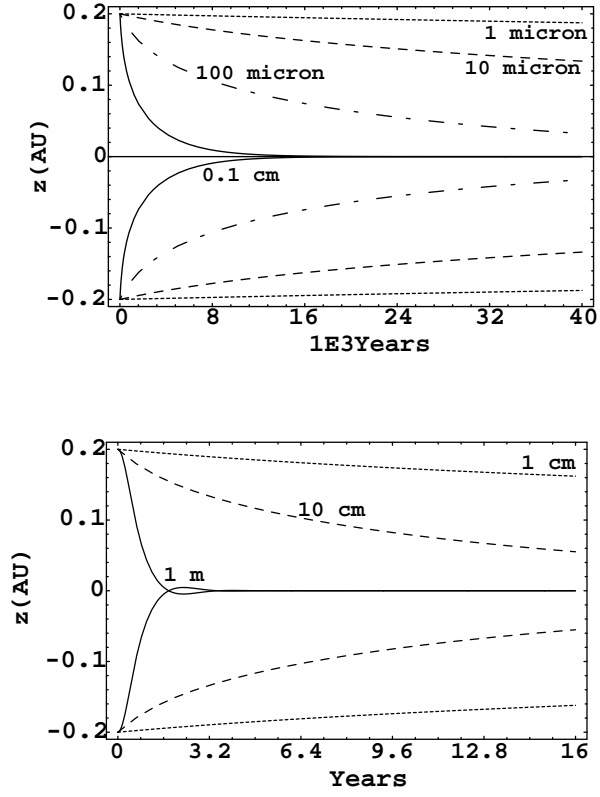 0.2
1 micron
10 micron
100 micron
0.1
z(AU)
0
0.1 cm
-0.1
-0.2
0 8 16 24 32 40
1E3Years
0.2
1 cm
10 cm
0.1
z(AU)
1 m
0
-0.1
-0.2
0 3.2 6.4 9.6 12.8 16
Years